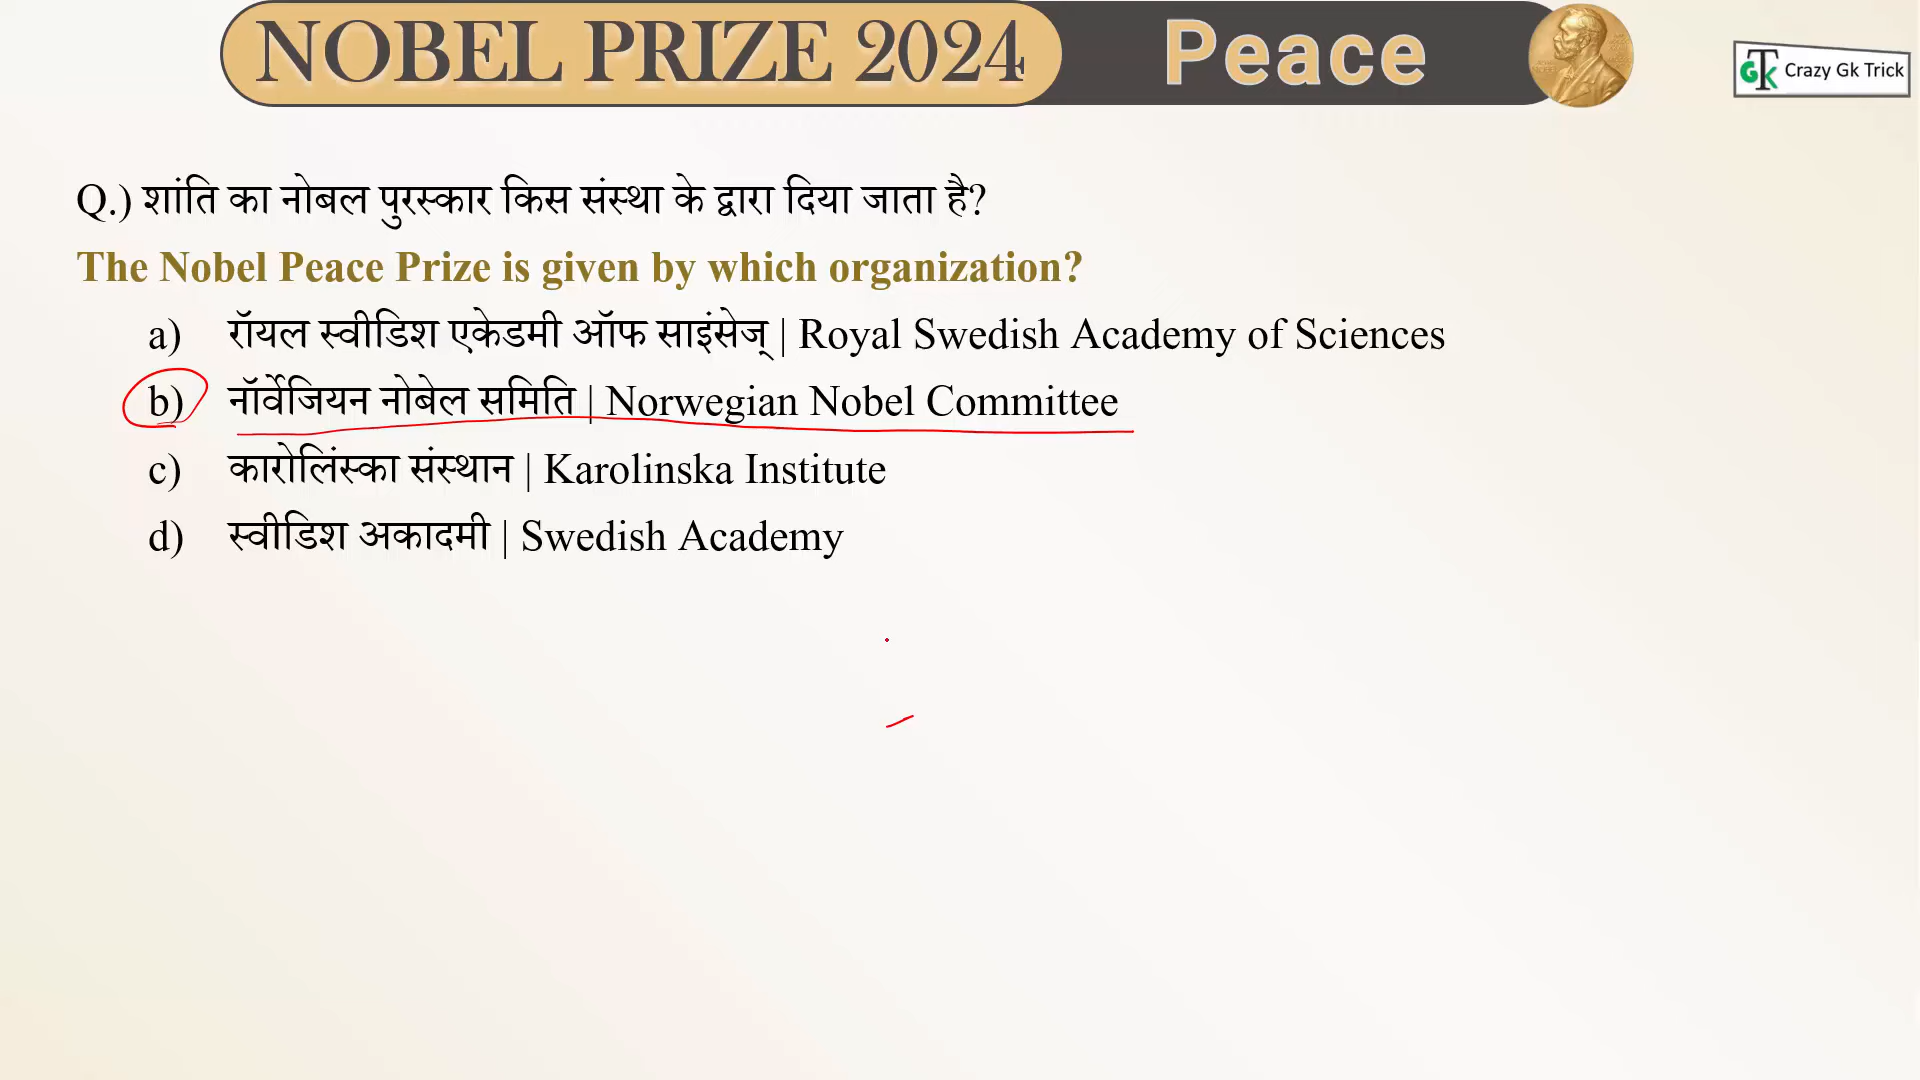 NOBEL PRIZE 2024 Peace
GTK Crazy Gk Trick
Q.) शांति का नोबल पुरस्कार किस संस्था के द्वारा दिया जाता है?
The Nobel Peace Prize is given by which organization?
a) रॉयल स्वीडिश एकेडमी ऑफ साइंसेज् | Royal Swedish Academy of Sciences
b) नॉर्वेजियन नोबेल समिति | Norwegian Nobel Committee
c) कारोलिंस्का संस्थान | Karolinska Institute
d) स्वीडिश अकादमी | Swedish Academy